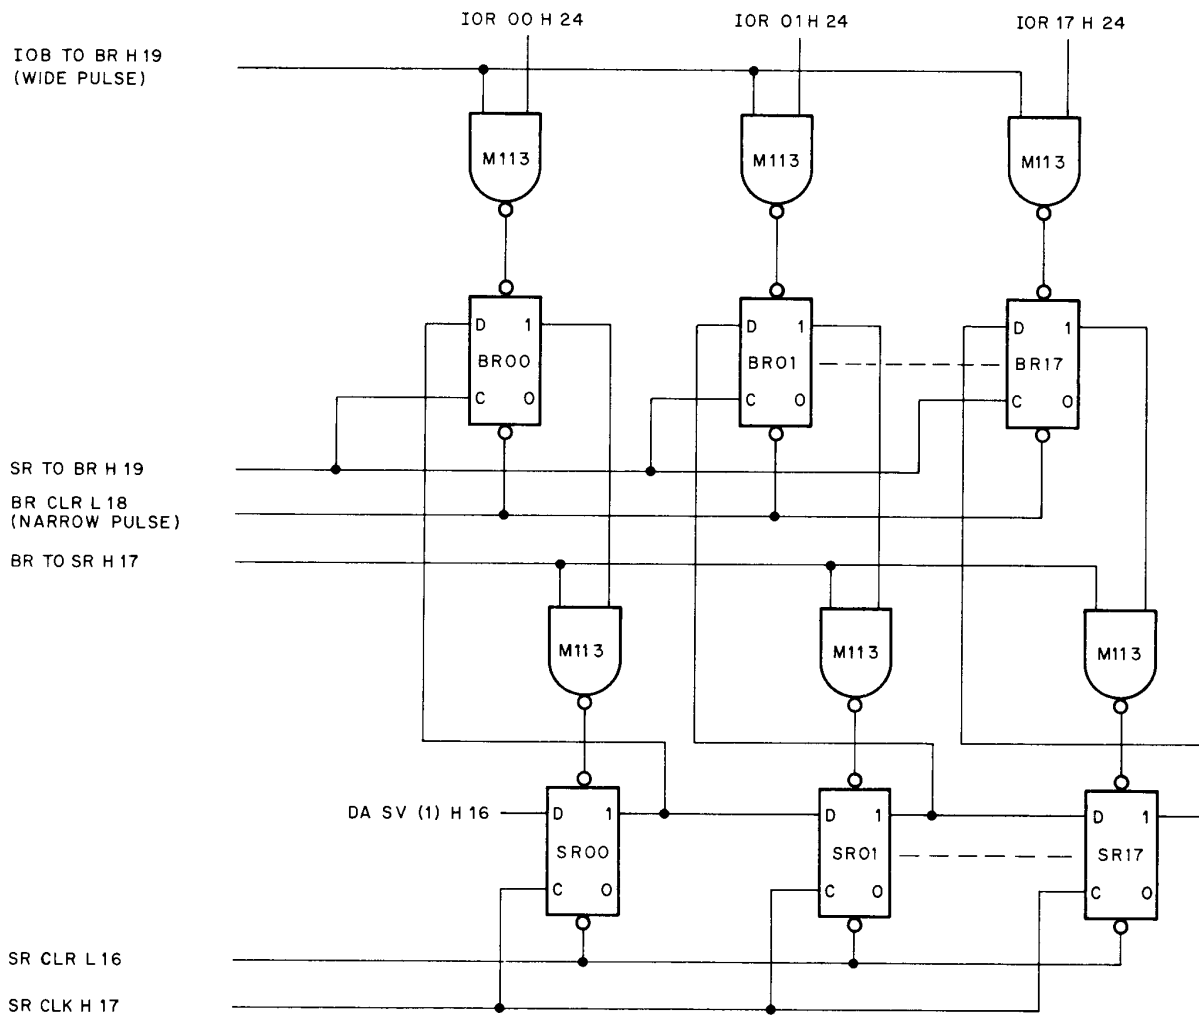 IOR 00 H 24
IOR 01 H 24
IOR 17 H 24
IOB TO BR H 19
(WIDE PULSE)
M113
M113
M113
D 1
BR00
C 0
D 1
BR01
C 0
D 1
BR17
C 0
SR TO BR H 19
BR CLR L 18
(NARROW PULSE)
BR TO SR H 17
M113
M113
M113
DA SV (1) H 16
D 1
SR00
C 0
D 1
SR01
C 0
D 1
SR17
C 0
SR CLR L 16
SR CLK H 17